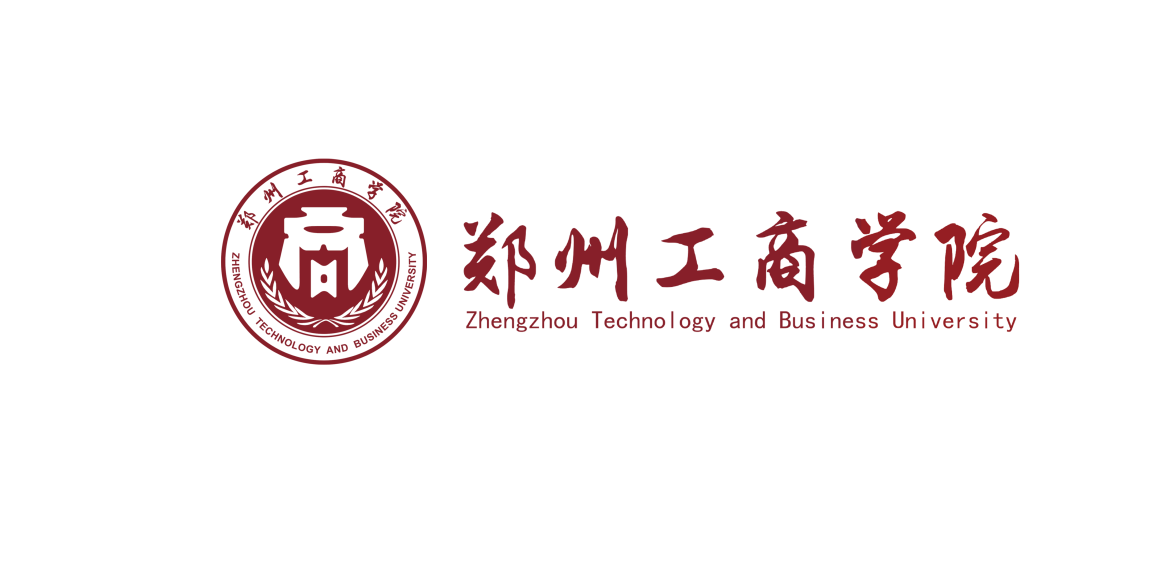 郑州工商学院
ZHENGZHOU TECHNOLOGY AND BUSINESS UNIVERSITY
郑州工商学院
Zhengzhou Technology and Business University